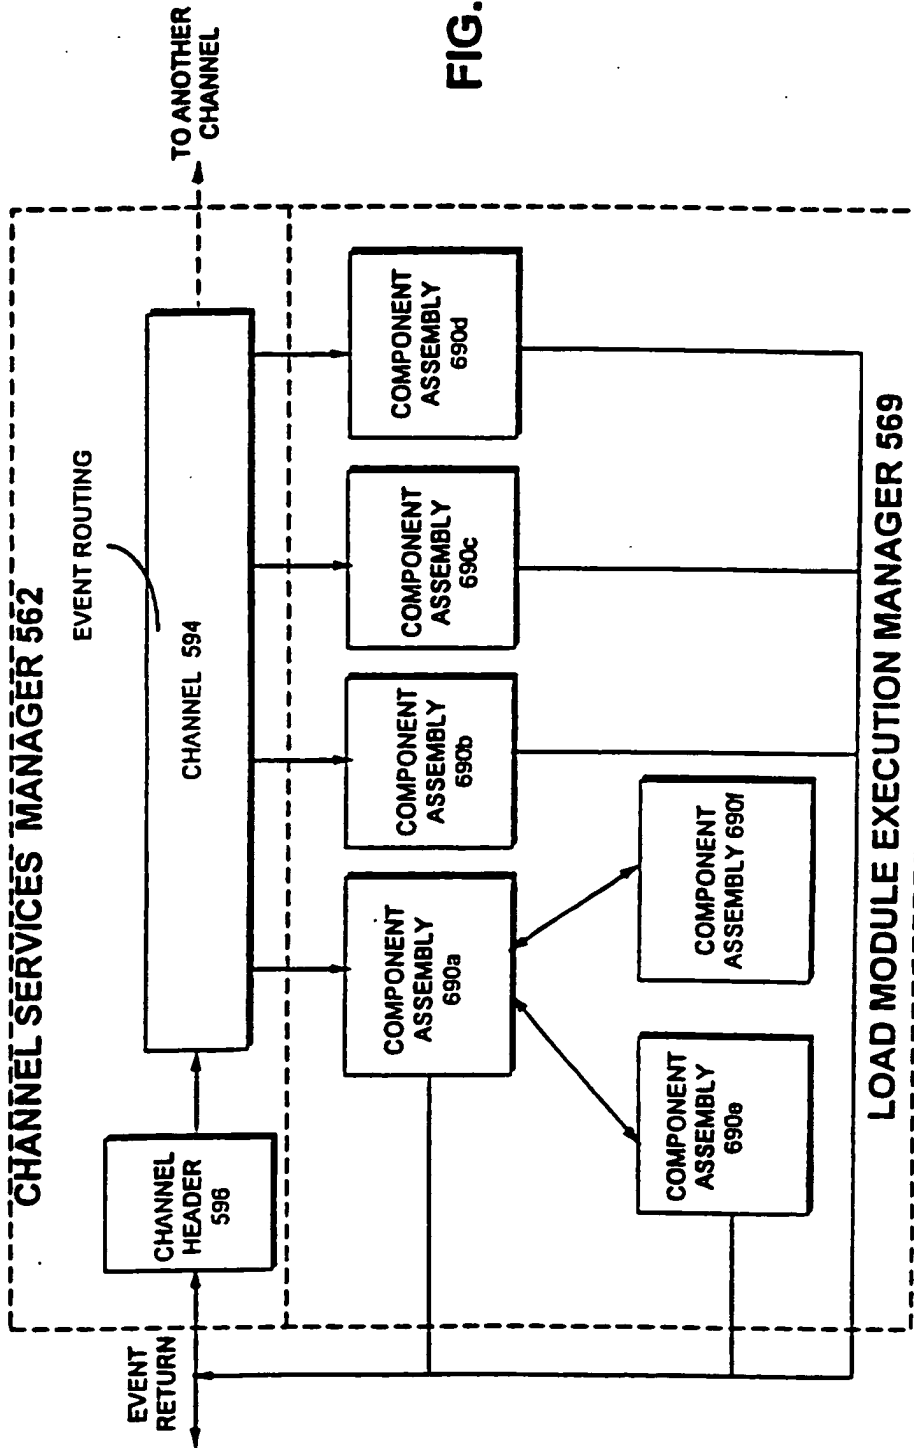 CHANNEL SERVICES MANAGER 562
EVENT ROUTING
TO ANOTHER
CHANNEL
EVENT
RETURN
CHANNEL
HEADER
596
CHANNEL 594
COMPONENT
ASSEMBLY
690a
COMPONENT
ASSEMBLY
690b
COMPONENT
ASSEMBLY
690c
COMPONENT
ASSEMBLY
690d
COMPONENT
ASSEMBLY
690e
COMPONENT
ASSEMBLY 690f
LOAD MODULE EXECUTION MANAGER 569
FIG.